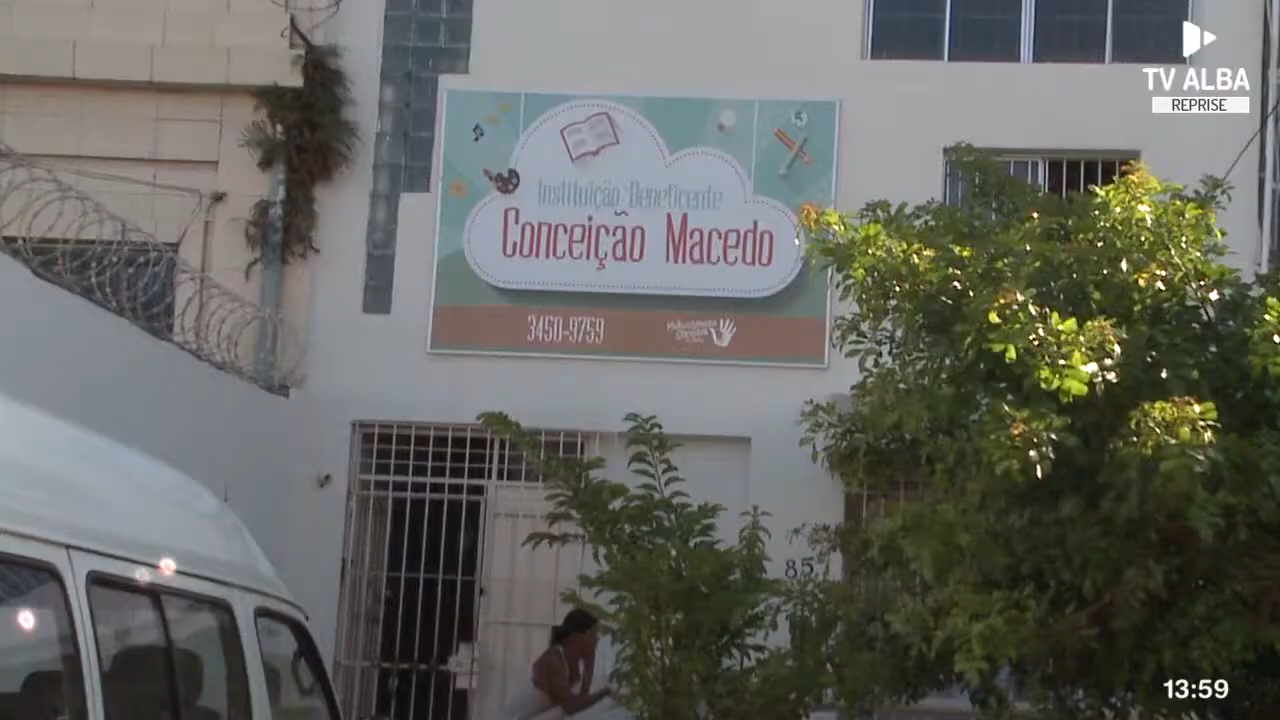 TV ALBA
REPRISE
Instituição Beneficente
Conceição Macedo
3450-9759
85
13:59